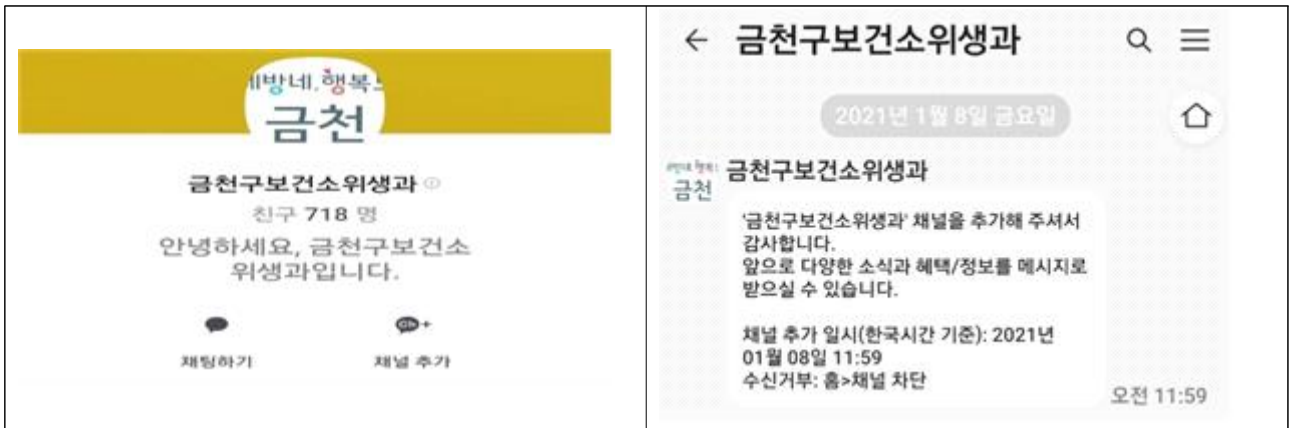 방네.행복
금천
금천구보건소위생과
친구 718 명
안녕하세요, 금천구보건소
위생과입니다.
Ch+
채팅하기
채널 추가
금천구보건소위생과
2021년 1월 8일 금요일
금천
금천구보건소위생과
'금천구보건소위생과' 채널을 추가해 주셔서
감사합니다.
앞으로 다양한 소식과 혜택/정보를 메시지로
받으실 수 있습니다.
채널 추가 일시(한국시간 기준): 2021년
01월 08일 11:59
수신거부: 홈>채널 차단
오전 11:59